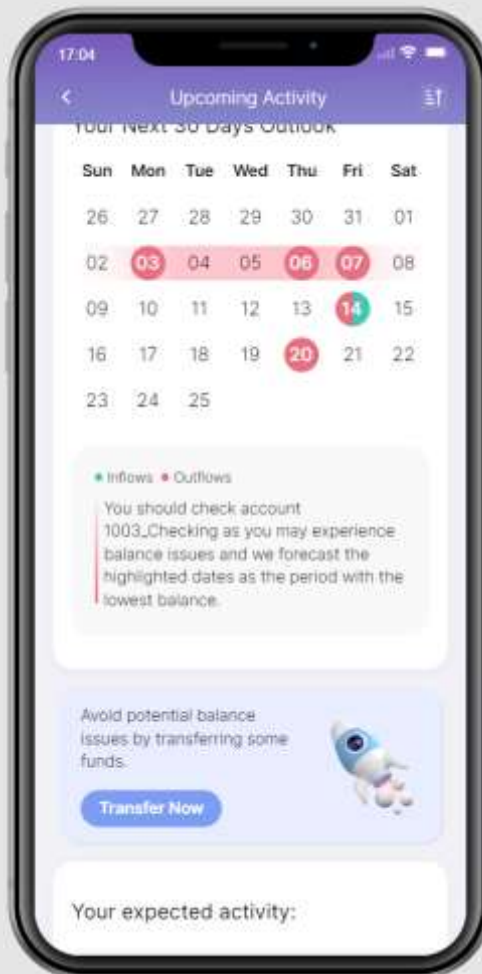 17:04
Upcoming Activity
Your Next 30 Days Outlook
Sun Mon Tue Wed Thu Fri Sat
26 27 28 29 30 31 01
02 03 04 05 06 07 08
09 10 11 12 13 14 15
16 17 18 19 20 21 22
23 24 25
Inflows Outflows
You should check account
1003_Checking as you may experience
balance issues and we forecast the
highlighted dates as the period with the
lowest balance.
Avoid potential balance
issues by transferring some
funds.
Transfer Now
Your expected activity: